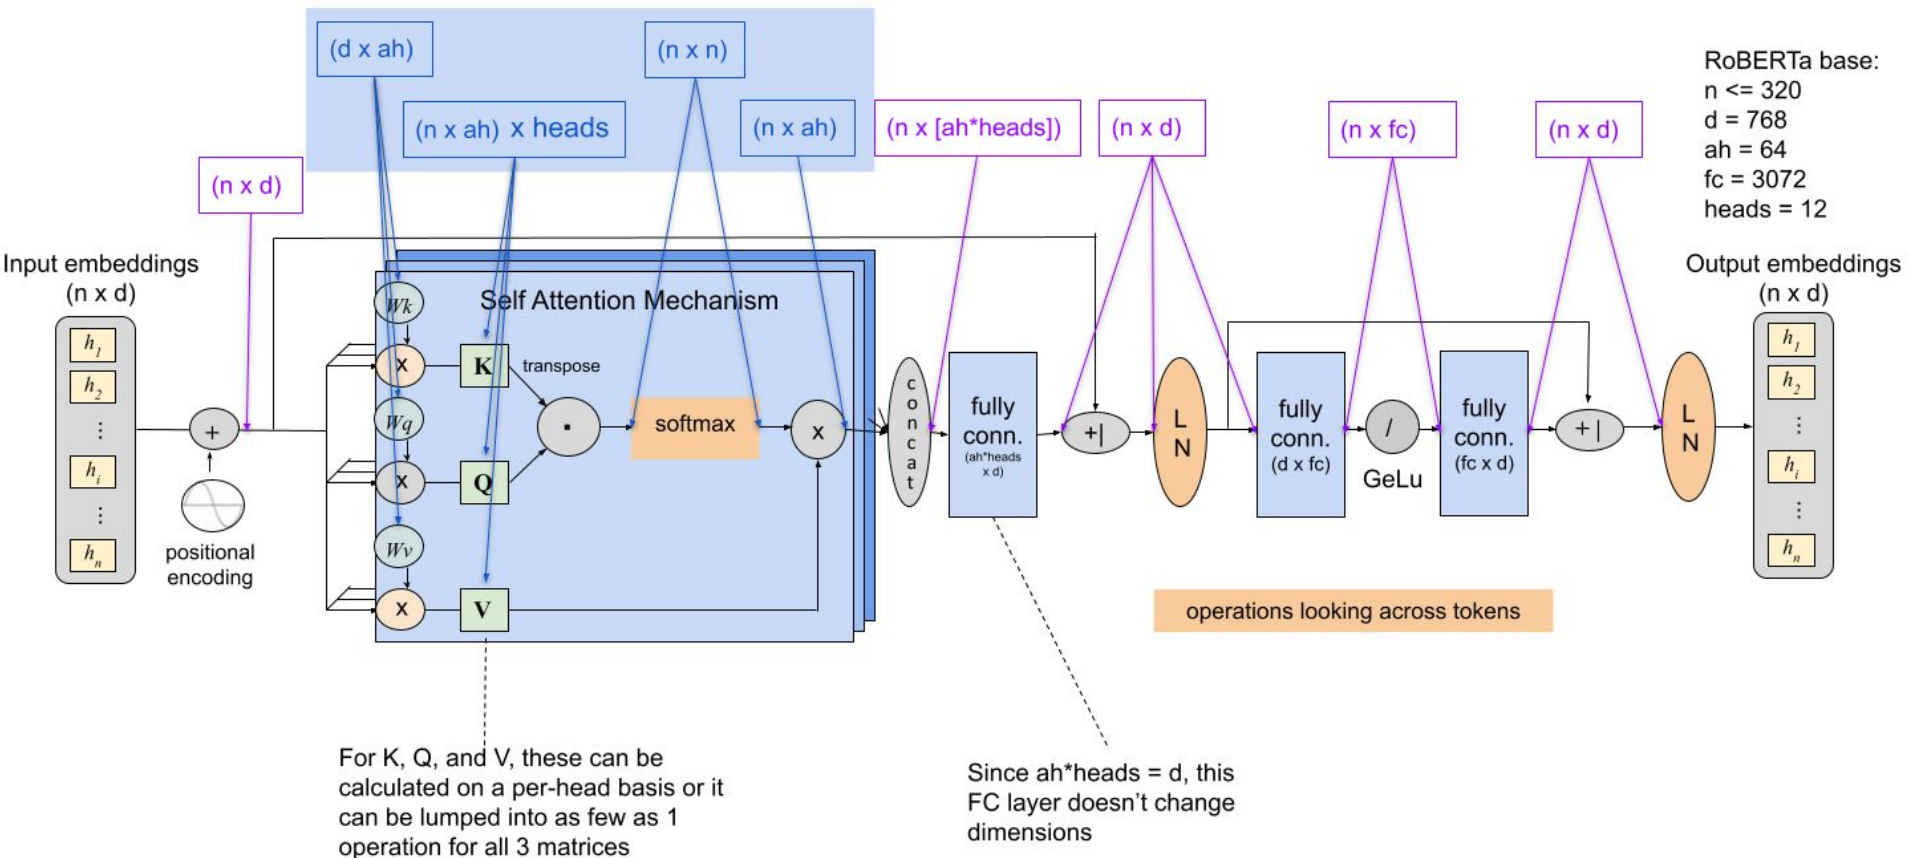 (d x ah)
(n x n)
(n x ah) x heads
(n x ah)
(n x [ah*heads])
(n x d)
(n x fc)
(n x d)
RoBERTa base:
n <= 320
d = 768
ah = 64
fc = 3072
heads = 12
(n x d)
Input embeddings
(n x d)
h1
h2
⋮
hi
⋮
hn
+
positional
encoding
Self Attention Mechanism
Wk
x
K
transpose
Wq
x
Q
Wv
x
V
.
softmax
x
concat
fully
conn.
(ah*heads
x d)
+|
L
N
fully
conn.
(d x fc)
/
GeLu
fully
conn.
(fc x d)
+|
L
N
Output embeddings
(n x d)
h1
h2
⋮
hi
⋮
hn
operations looking across tokens
For K, Q, and V, these can be
calculated on a per-head basis or it
can be lumped into as few as 1
operation for all 3 matrices
Since ah*heads = d, this
FC layer doesn't change
dimensions